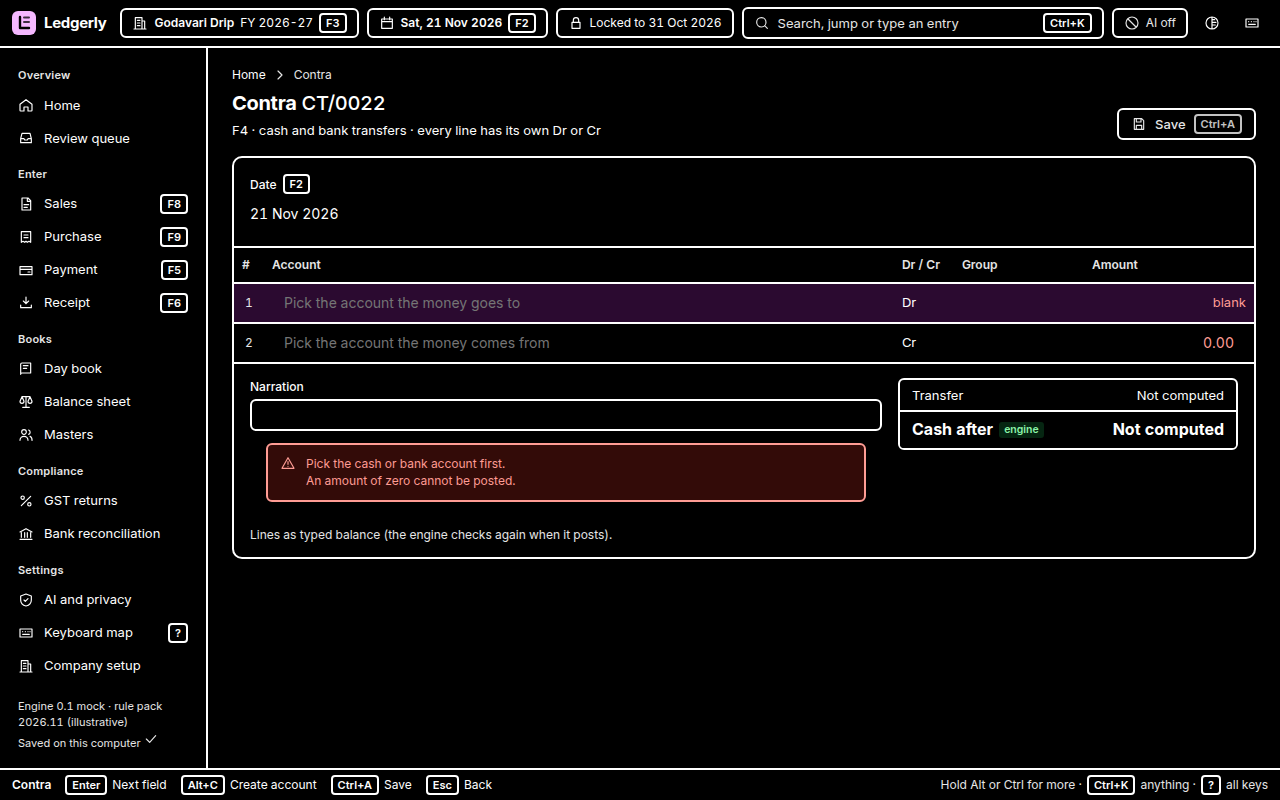 Ledgerly
Godavari Drip FY 2026-27 F3
Sat, 21 Nov 2026 F2
Locked to 31 Oct 2026
Search, jump or type an entry Ctrl+K
AI off
Overview
Home
Review queue
Enter
Sales F8
Purchase F9
Payment F5
Receipt F6
Books
Day book
Balance sheet
Masters
Compliance
GST returns
Bank reconciliation
Settings
AI and privacy
Keyboard map ?
Company setup
Engine 0.1 mock · rule pack
2026.11 (illustrative)
Saved on this computer
Home > Contra
Contra CT/0022
F4 · cash and bank transfers · every line has its own Dr or Cr
Save Ctrl+A
Date F2
21 Nov 2026
# Account Dr / Cr Group Amount
1 Pick the account the money goes to Dr blank
2 Pick the account the money comes from Cr 0.00
Narration
Pick the cash or bank account first.
An amount of zero cannot be posted.
Lines as typed balance (the engine checks again when it posts).
Transfer Not computed
Cash after engine Not computed
Contra Enter Next field Alt+C Create account Ctrl+A Save Esc Back
Hold Alt or Ctrl for more · Ctrl+K anything · ? all keys